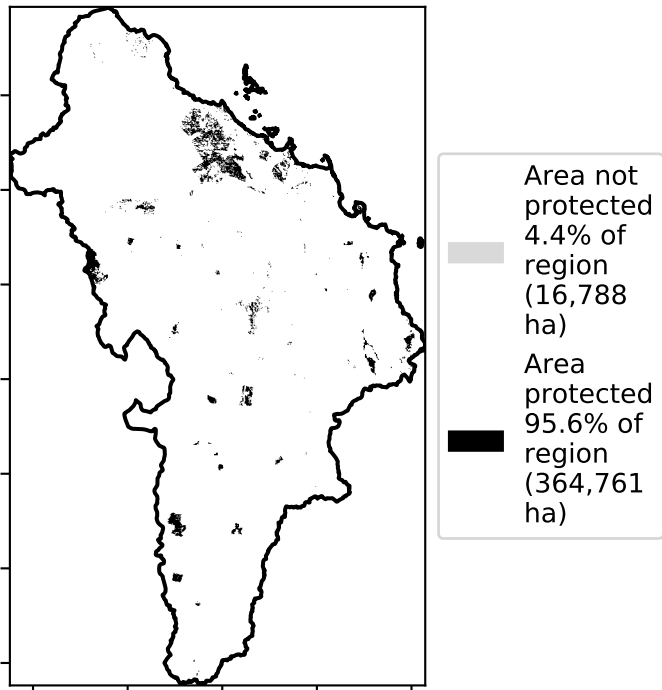 Area not
protected
4.4% of
region
(16,788
ha)
Area
protected
95.6% of
region
(364,761
ha)